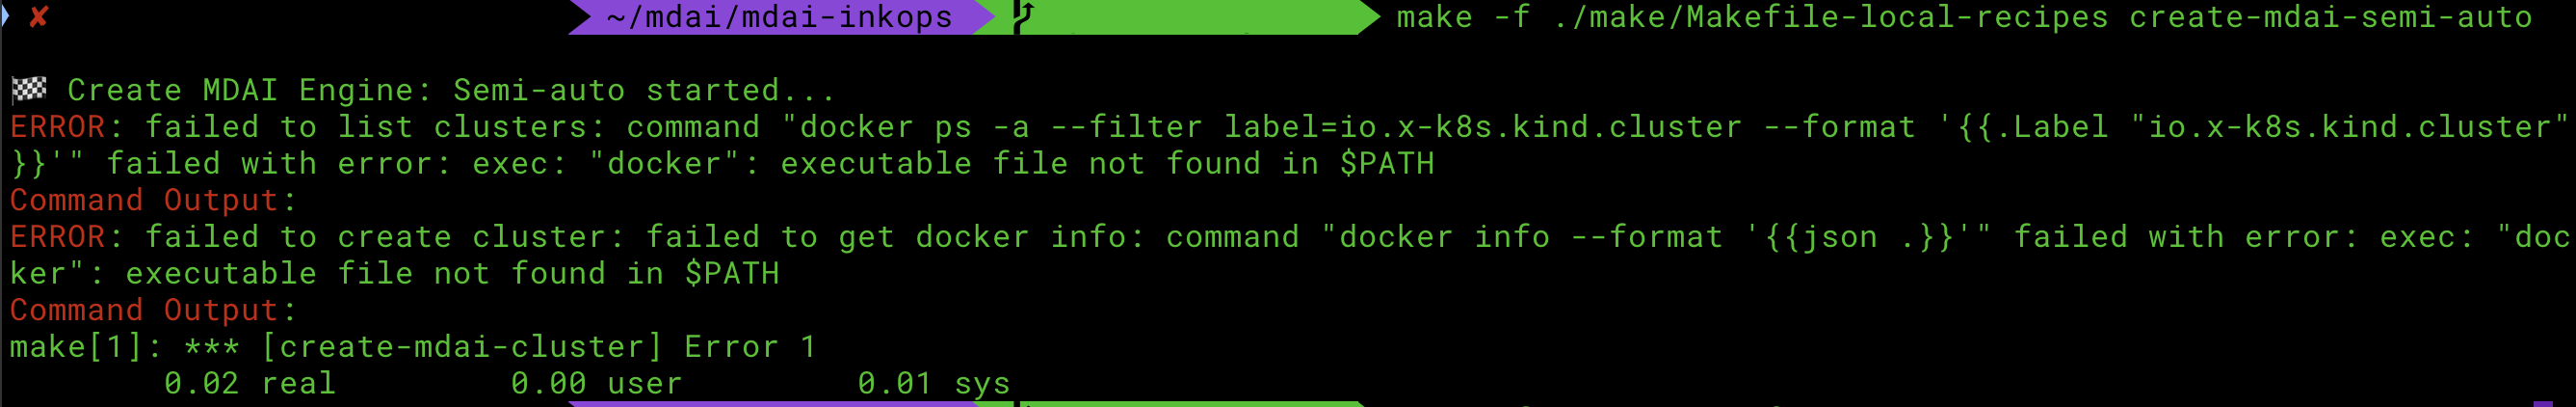 ✘ ~/mdai/mdai-inkops make -f ./make/Makefile-local-recipes create-mdai-semi-auto
🏁 Create MDAI Engine: Semi-auto started...
ERROR: failed to list clusters: command "docker ps -a --filter label=io.x-k8s.kind.cluster --format '{{.Label "io.x-k8s.kind.cluster"
}}'" failed with error: exec: "docker": executable file not found in $PATH
Command Output:
ERROR: failed to create cluster: failed to get docker info: command "docker info --format '{{json .}}'" failed with error: exec: "doc
ker": executable file not found in $PATH
Command Output:
make[1]: *** [create-mdai-cluster] Error 1
0.02 real 0.00 user 0.01 sys